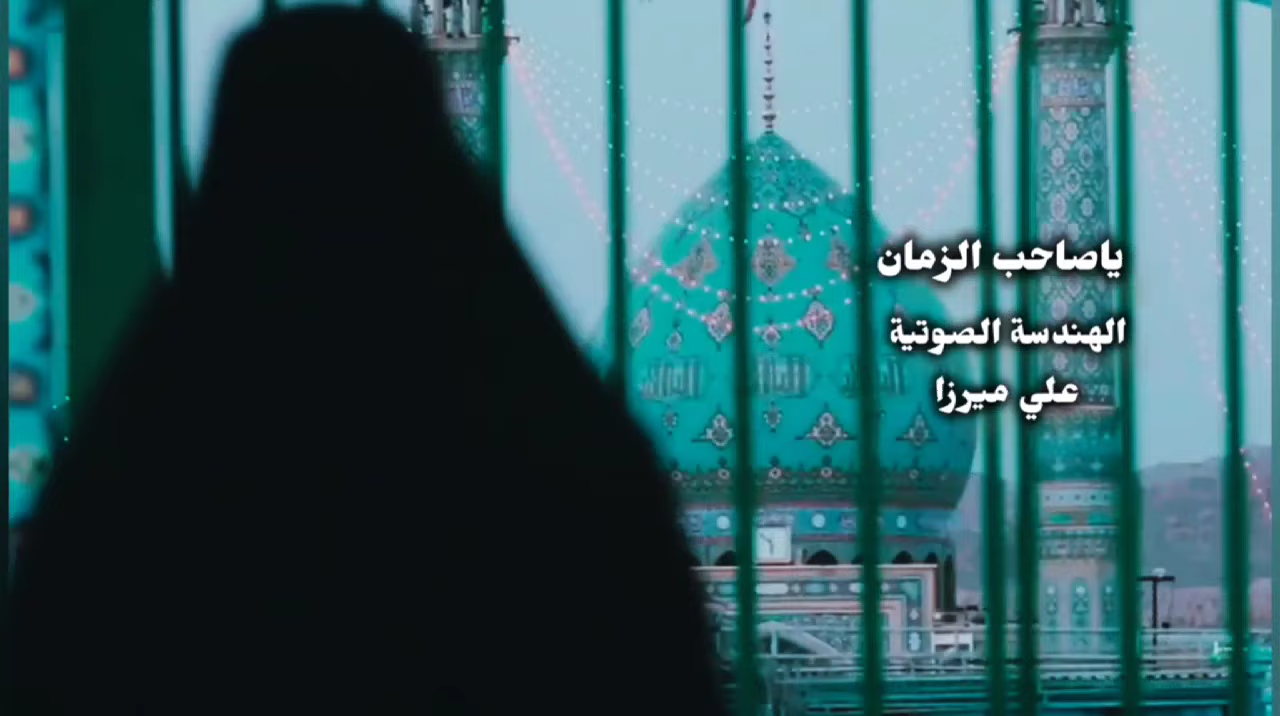 ياصاحب الزمان
الهندسة الصوتية
علي ميرزا